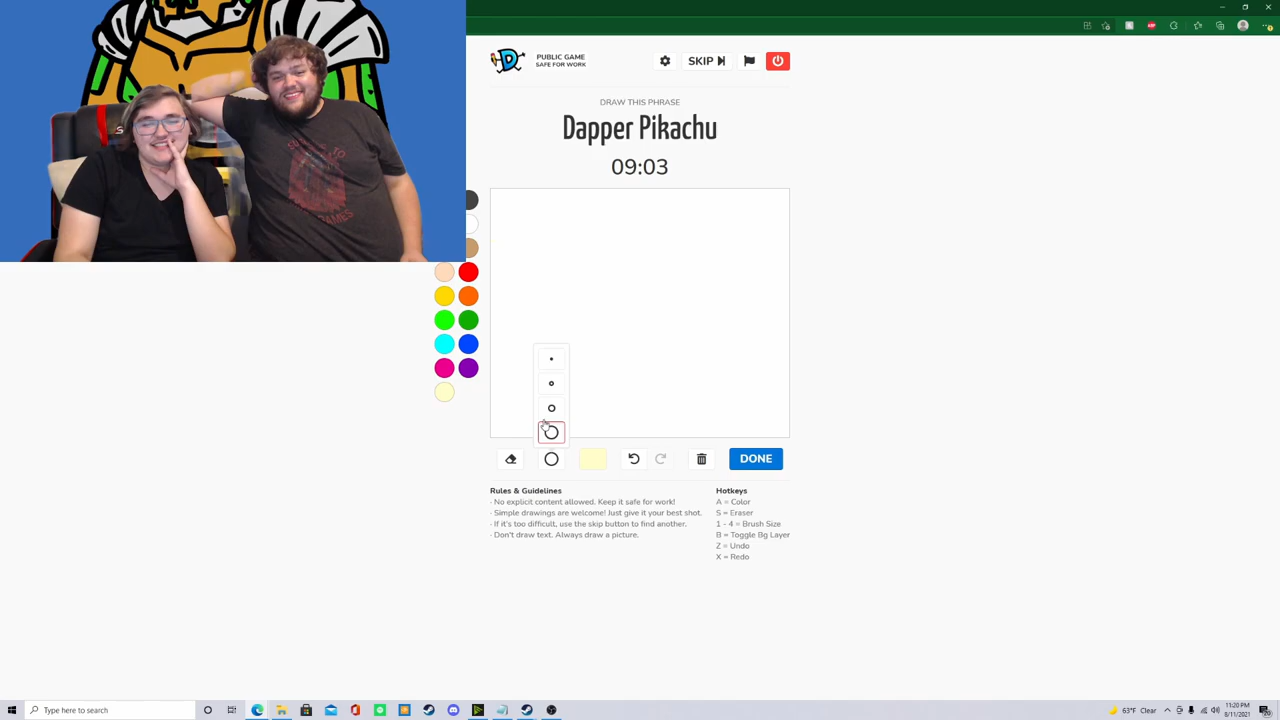 PUBLIC GAME
SAFE FOR WORK
SKIP
DRAW THIS PHRASE
Dapper Pikachu
09:03
DONE
Rules & Guidelines
· No explicit content allowed. Keep it safe for work!
· Simple drawings are welcome! Just give it your best shot.
· If it's too difficult, use the skip button to find another.
· Don't draw text. Always draw a picture.
Hotkeys
A = Color
S = Eraser
1 - 4 = Brush Size
B = Toggle Bg Layer
Z = Undo
X = Redo
Type here to search
63°F Clear
11:20 PM
8/11/2021